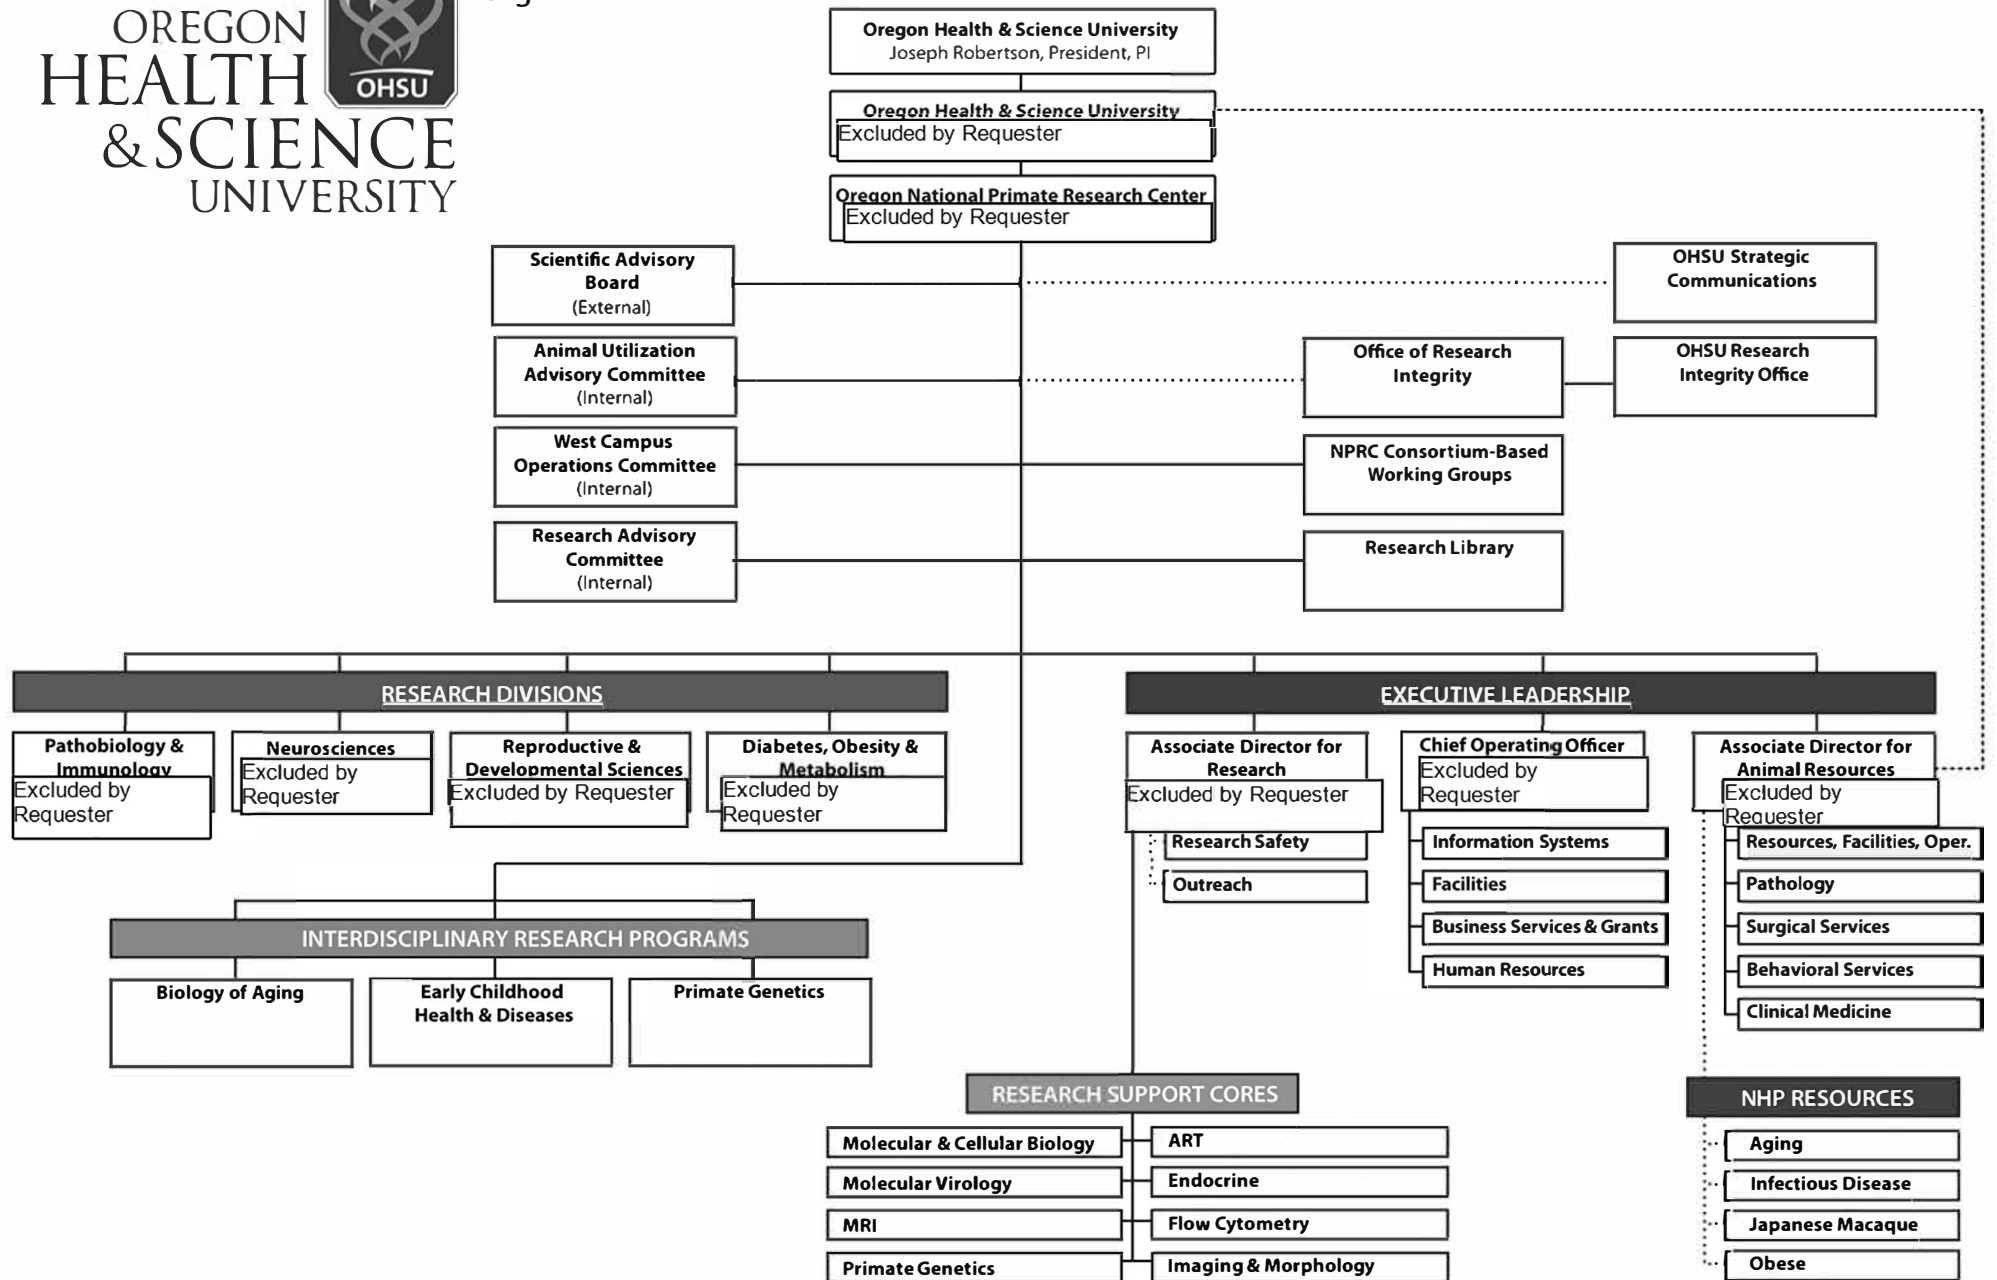 OREGON
HEALTH
& SCIENCE
UNIVERSITY
OHSU
Oregon Health & Science University
Joseph Robertson, President, PI
Oregon Health & Science University
Excluded by Requester
Oregon National Primate Research Center
Excluded by Requester
Scientific Advisory
Board
(External)
OHSU Strategic
Communications
Animal Utilization
Advisory Committee
(Internal)
Office of Research
Integrity
OHSU Research
Integrity Office
West Campus
Operations Committee
(Internal)
NPRC Consortium-Based
Working Groups
Research Advisory
Committee
(Internal)
Research Library
RESEARCH DIVISIONS
Pathobiology &
Immunology
Excluded by
Requester
Neurosciences
Excluded by
Requester
Reproductive &
Developmental Sciences
Excluded by Requester
Diabetes, Obesity &
Metabolism
Excluded by
Requester
EXECUTIVE LEADERSHIP
Associate Director for
Research
Excluded by Requester
Research Safety
Outreach
Chief Operating Officer
Excluded by
Requester
Information Systems
Facilities
Business Services & Grants
Human Resources
Associate Director for
Animal Resources
Excluded by
Requester
Resources, Facilities, Oper.
Pathology
Surgical Services
Behavioral Services
Clinical Medicine
INTERDISCIPLINARY RESEARCH PROGRAMS
Biology of Aging
Early Childhood
Health & Diseases
Primate Genetics
RESEARCH SUPPORT CORES
Molecular & Cellular Biology
Molecular Virology
MRI
Primate Genetics
ART
Endocrine
Flow Cytometry
Imaging & Morphology
NHP RESOURCES
Aging
Infectious Disease
Japanese Macaque
Obese